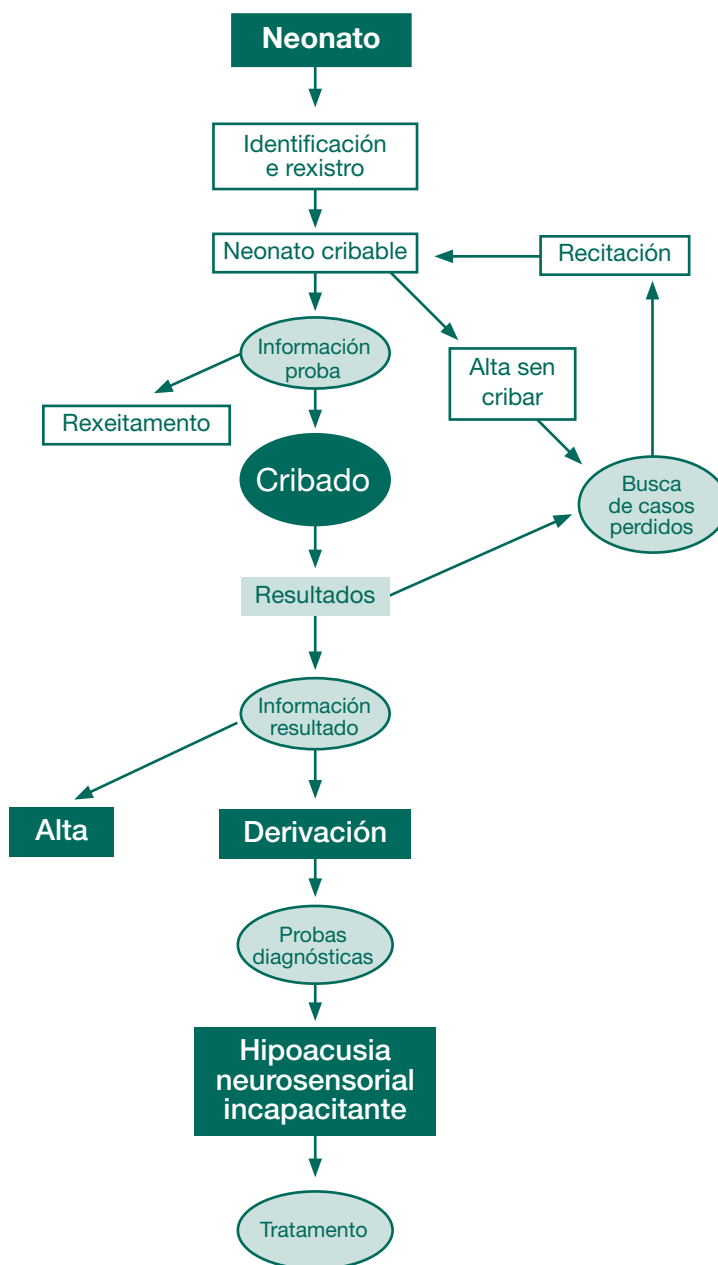 Neonato
Identificación
e rexistro
Neonato cribable
Recitación
Información
proba
Alta sen
cribar
Rexeitamento
Cribado
Busca
de casos
perdidos
Resultados
Información
resultado
Alta
Derivación
Probas
diagnósticas
Hipoacusia
neurosensorial
incapacitante
Tratamento